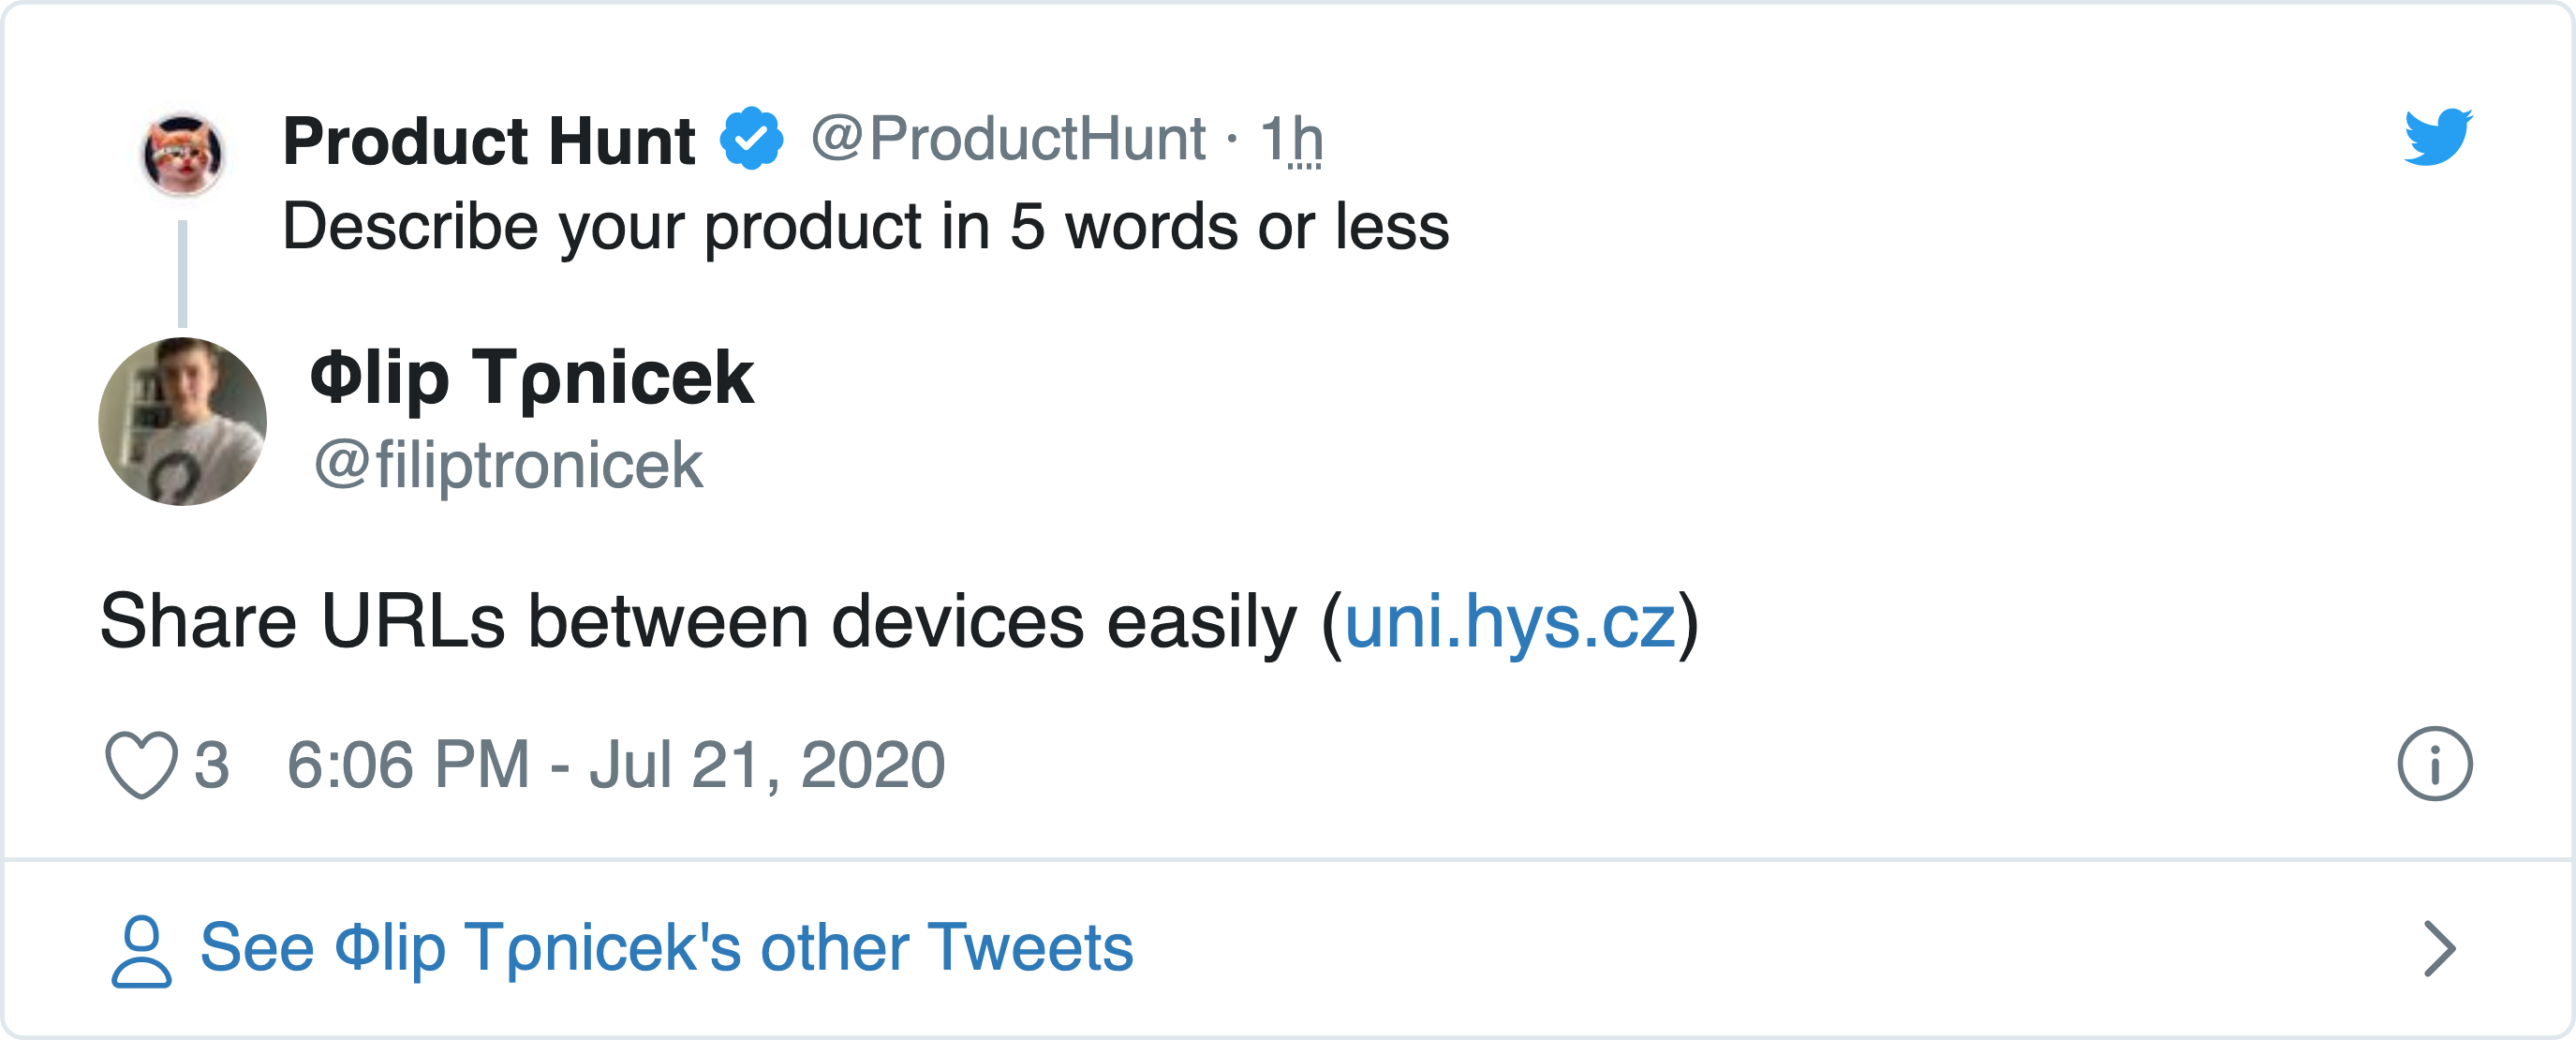 Product Hunt @ProductHunt · 1h
Describe your product in 5 words or less
Φlip Tρnicek
@filiptronicek
Share URLs between devices easily (uni.hys.cz)
3 6:06 PM - Jul 21, 2020
See Φlip Tρnicek's other Tweets